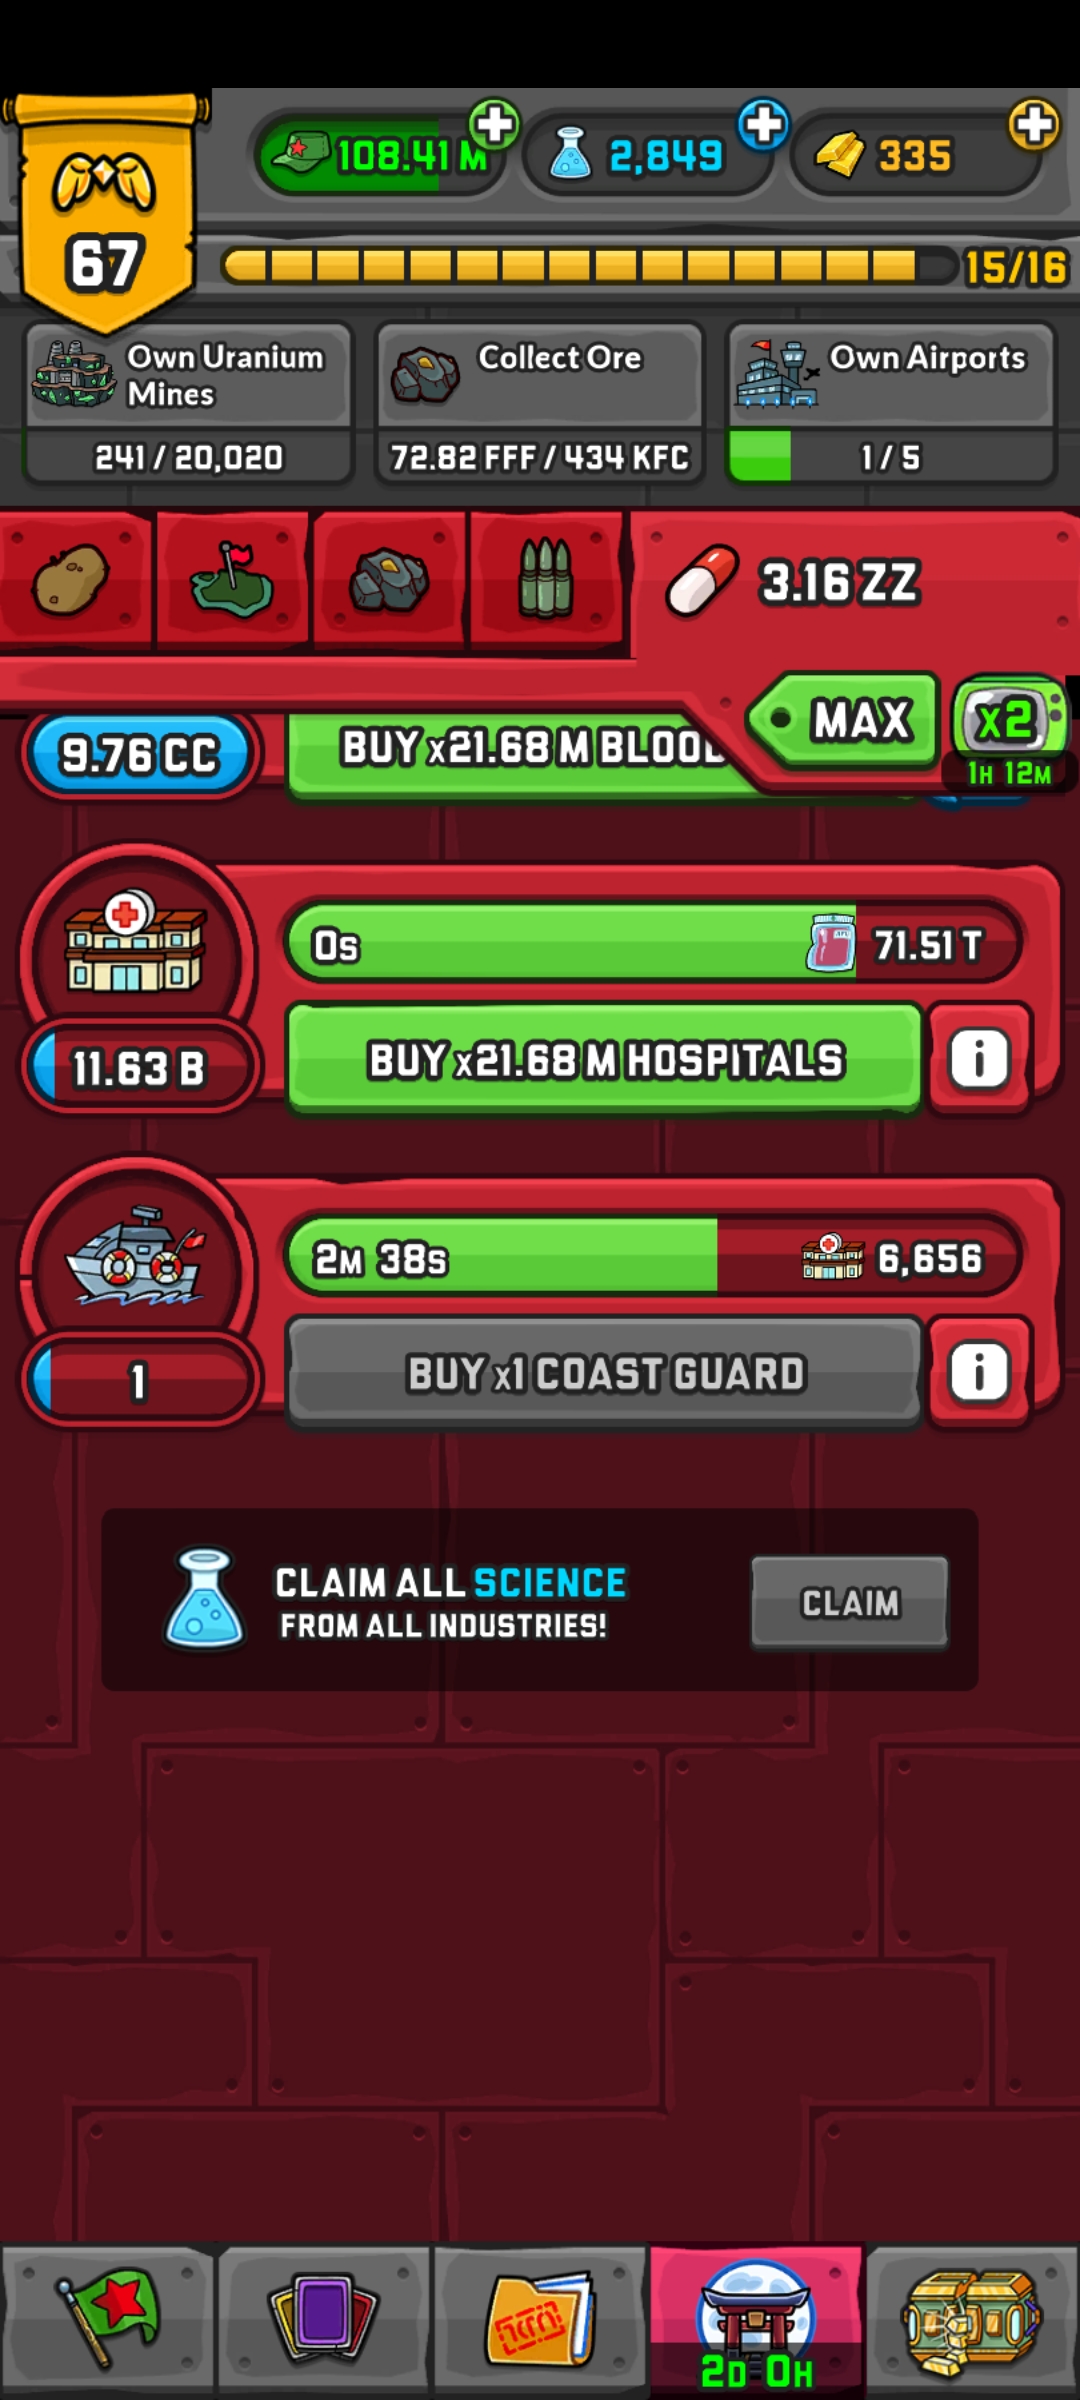 108.41 M
2,849
335
67
15/16
Own Uranium
Mines
Collect Ore
Own Airports
241 / 20,020
72.82 FFF / 434 KFC
1 / 5
3.16 ZZ
MAX
x2
1H 12M
9.76 CC
BUY x21.68 M BLOOD
0s
71.51 T
11.63 B
BUY x21.68 M HOSPITALS
i
2M 38s
6,656
1
BUY x1 COAST GUARD
i
CLAIM ALL SCIENCE
FROM ALL INDUSTRIES!
CLAIM
2D 0H